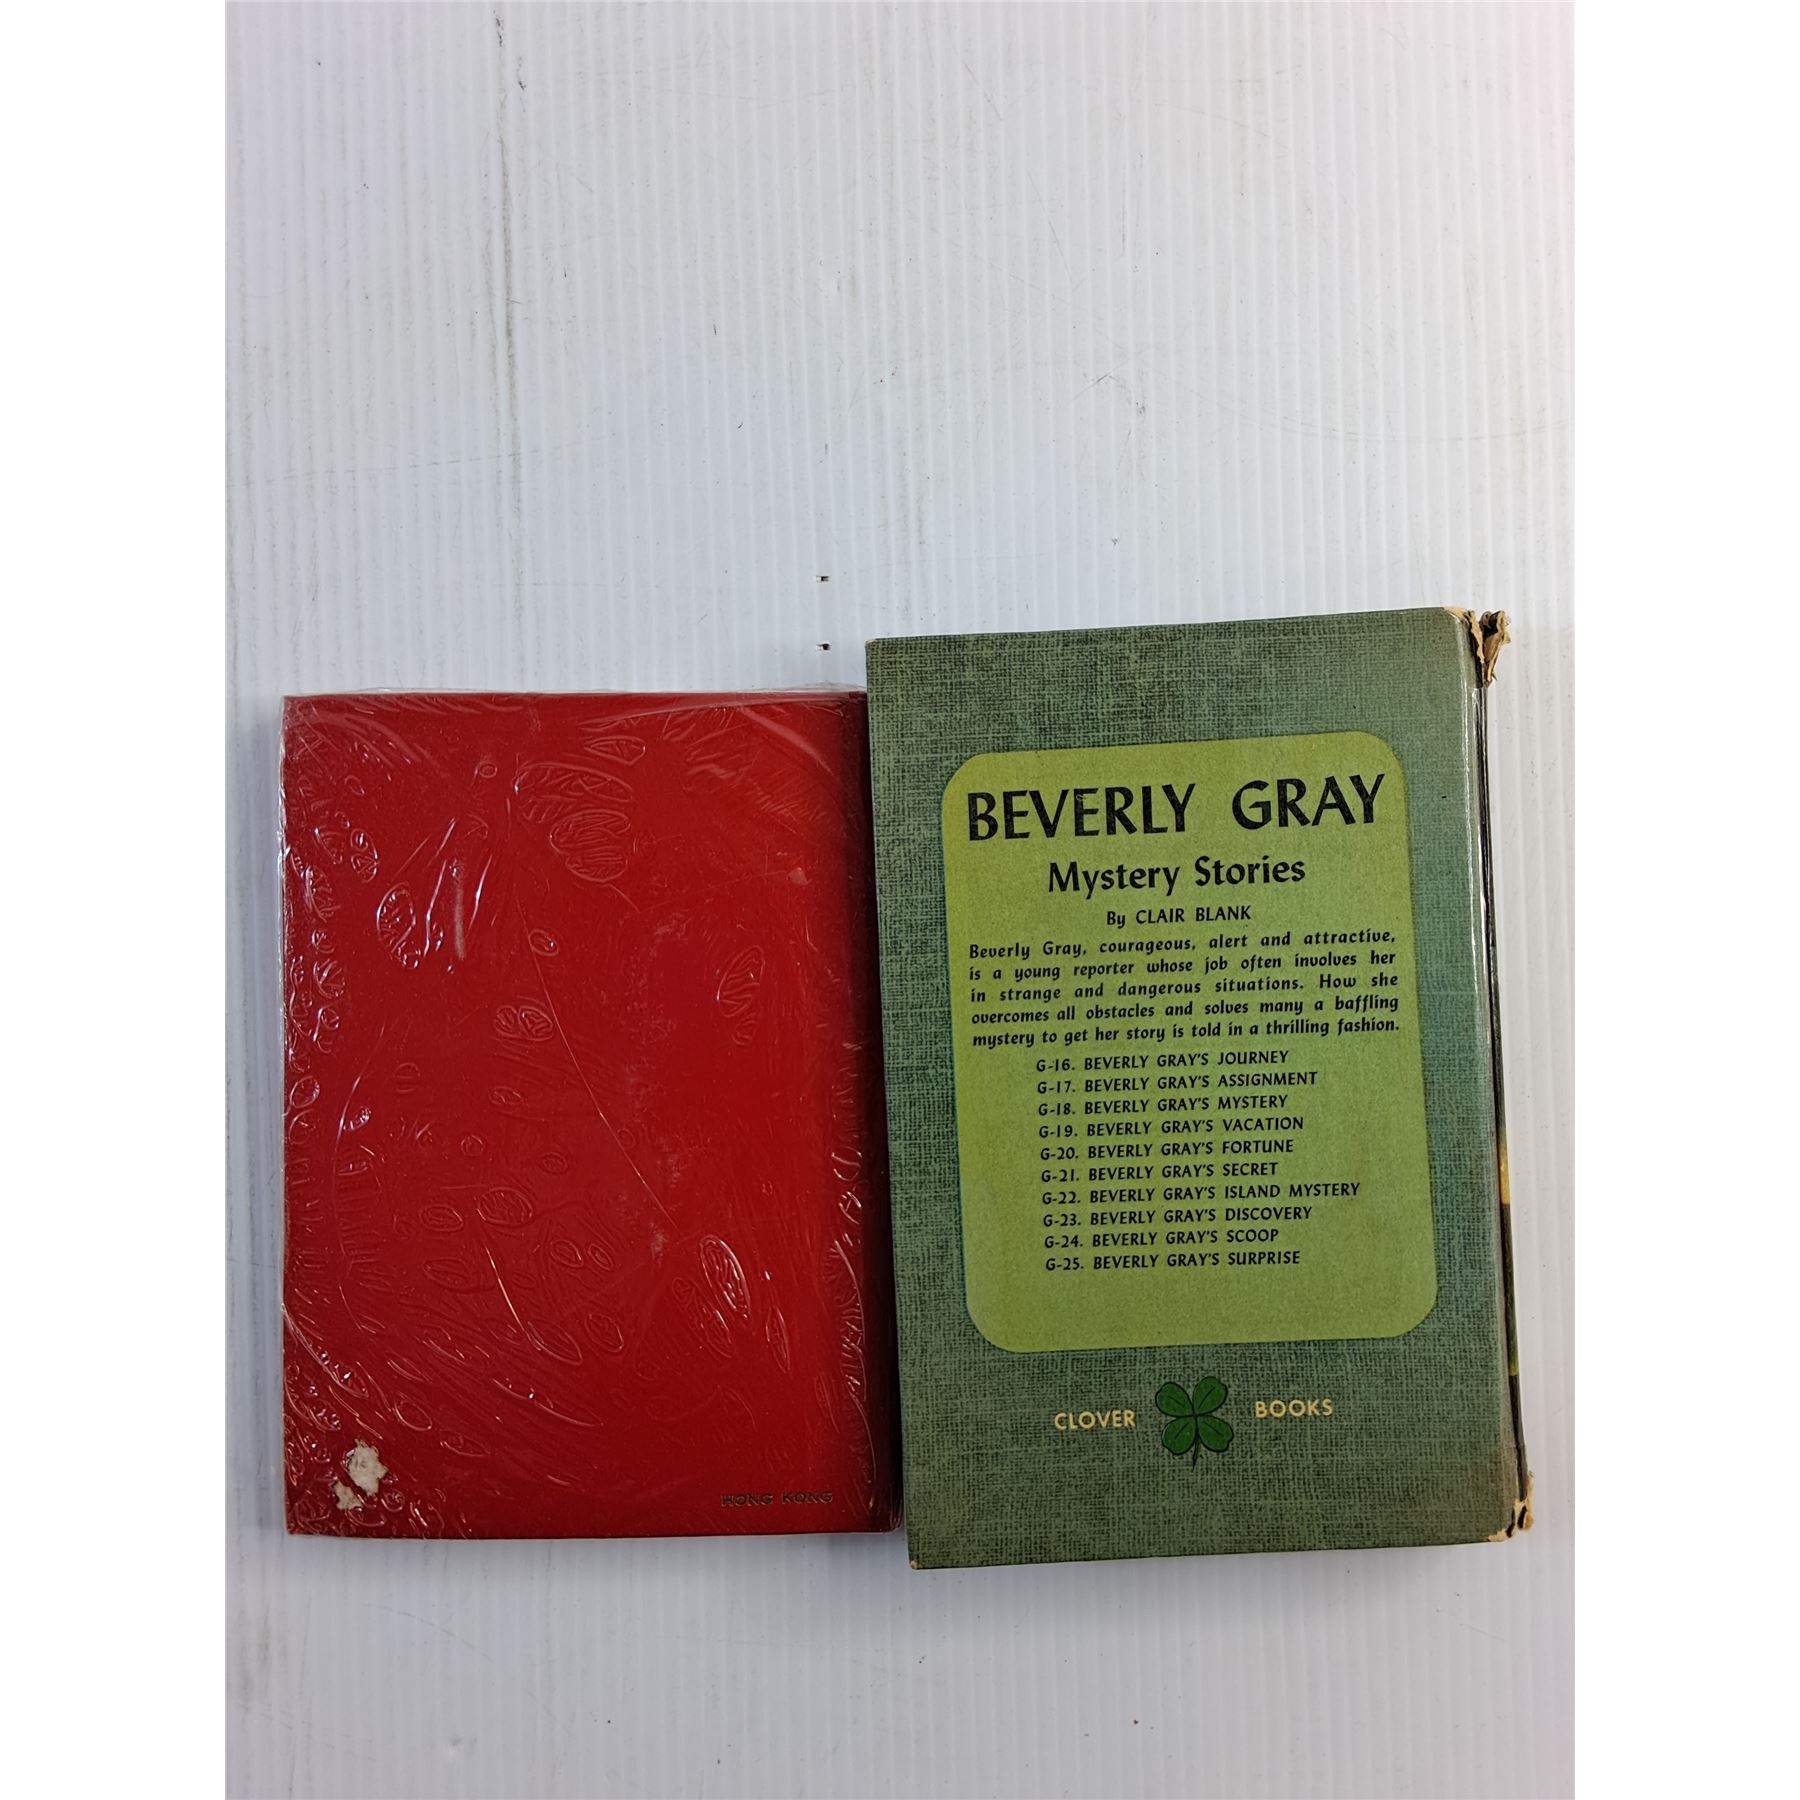 BEVERLY GRAY
Mystery Stories
By CLAIR BLANK
Beverly Gray, courageous, alert and attractive,
is a young reporter whose job often involves her
in strange and dangerous situations. How she
overcomes all obstacles and solves many a baffling
mystery to get her story is told in a thrilling fashion.
G-16. BEVERLY GRAY'S JOURNEY
G-17. BEVERLY GRAY'S ASSIGNMENT
G-18. BEVERLY GRAY'S MYSTERY
G-19. BEVERLY GRAY'S VACATION
G-20. BEVERLY GRAY'S FORTUNE
G-21. BEVERLY GRAY'S SECRET
G-22. BEVERLY GRAY'S ISLAND MYSTERY
G-23. BEVERLY GRAY'S DISCOVERY
G-24. BEVERLY GRAY'S SCOOP
G-25. BEVERLY GRAY'S SURPRISE
CLOVER BOOKS
HONG KONG